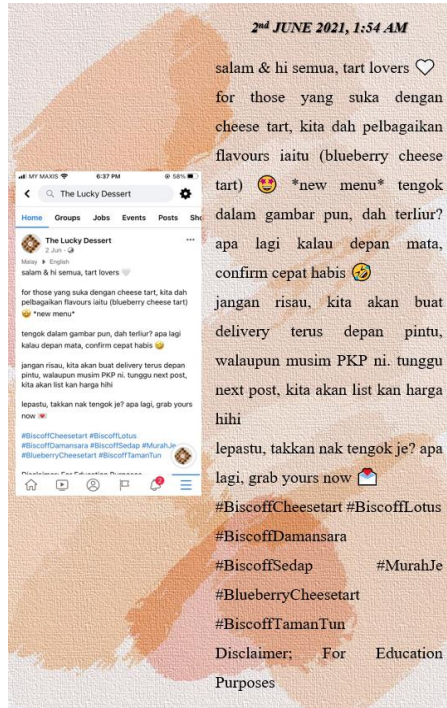 2nd JUNE 2021, 1:54 AM
MY MAXIS
6:37 PM
58%
The Lucky Dessert
Home Groups Jobs Events Posts Sho
The Lucky Dessert
2 Jun ·
Malay ▸ English
salam & hi semua, tart lovers 🤍
for those yang suka dengan cheese tart, kita dah
pelbagaikan flavours iaitu (blueberry cheese tart)
🤩 *new menu*
tengok dalam gambar pun, dah terliur? apa lagi
kalau depan mata, confirm cepat habis 🤣
jangan risau, kita akan buat delivery terus depan
pintu, walaupun musim PKP ni. tunggu next post,
kita akan list kan harga hihi
lepastu, takkan nak tengok je? apa lagi, grab yours
now 💌
#BiscoffCheesetart #BiscoffLotus
#BiscoffDamansara #BiscoffSedap #MurahJe
#BlueberryCheesetart #BiscoffTamanTun
Disclaimer: For Education Purposes
2
salam & hi semua, tart lovers 🤍
for those yang suka dengan
cheese tart, kita dah pelbagaikan
flavours iaitu (blueberry cheese
tart) 🤩 *new menu* tengok
dalam gambar pun, dah terliur?
apa lagi kalau depan mata,
confirm cepat habis 🤣
jangan risau, kita akan buat
delivery terus depan pintu,
walaupun musim PKP ni. tunggu
next post, kita akan list kan harga
hihi
lepastu, takkan nak tengok je? apa
lagi, grab yours now 💌
#BiscoffCheesetart #BiscoffLotus
#BiscoffDamansara
#BiscoffSedap #MurahJe
#BlueberryCheesetart
#BiscoffTamanTun
Disclaimer; For Education
Purposes